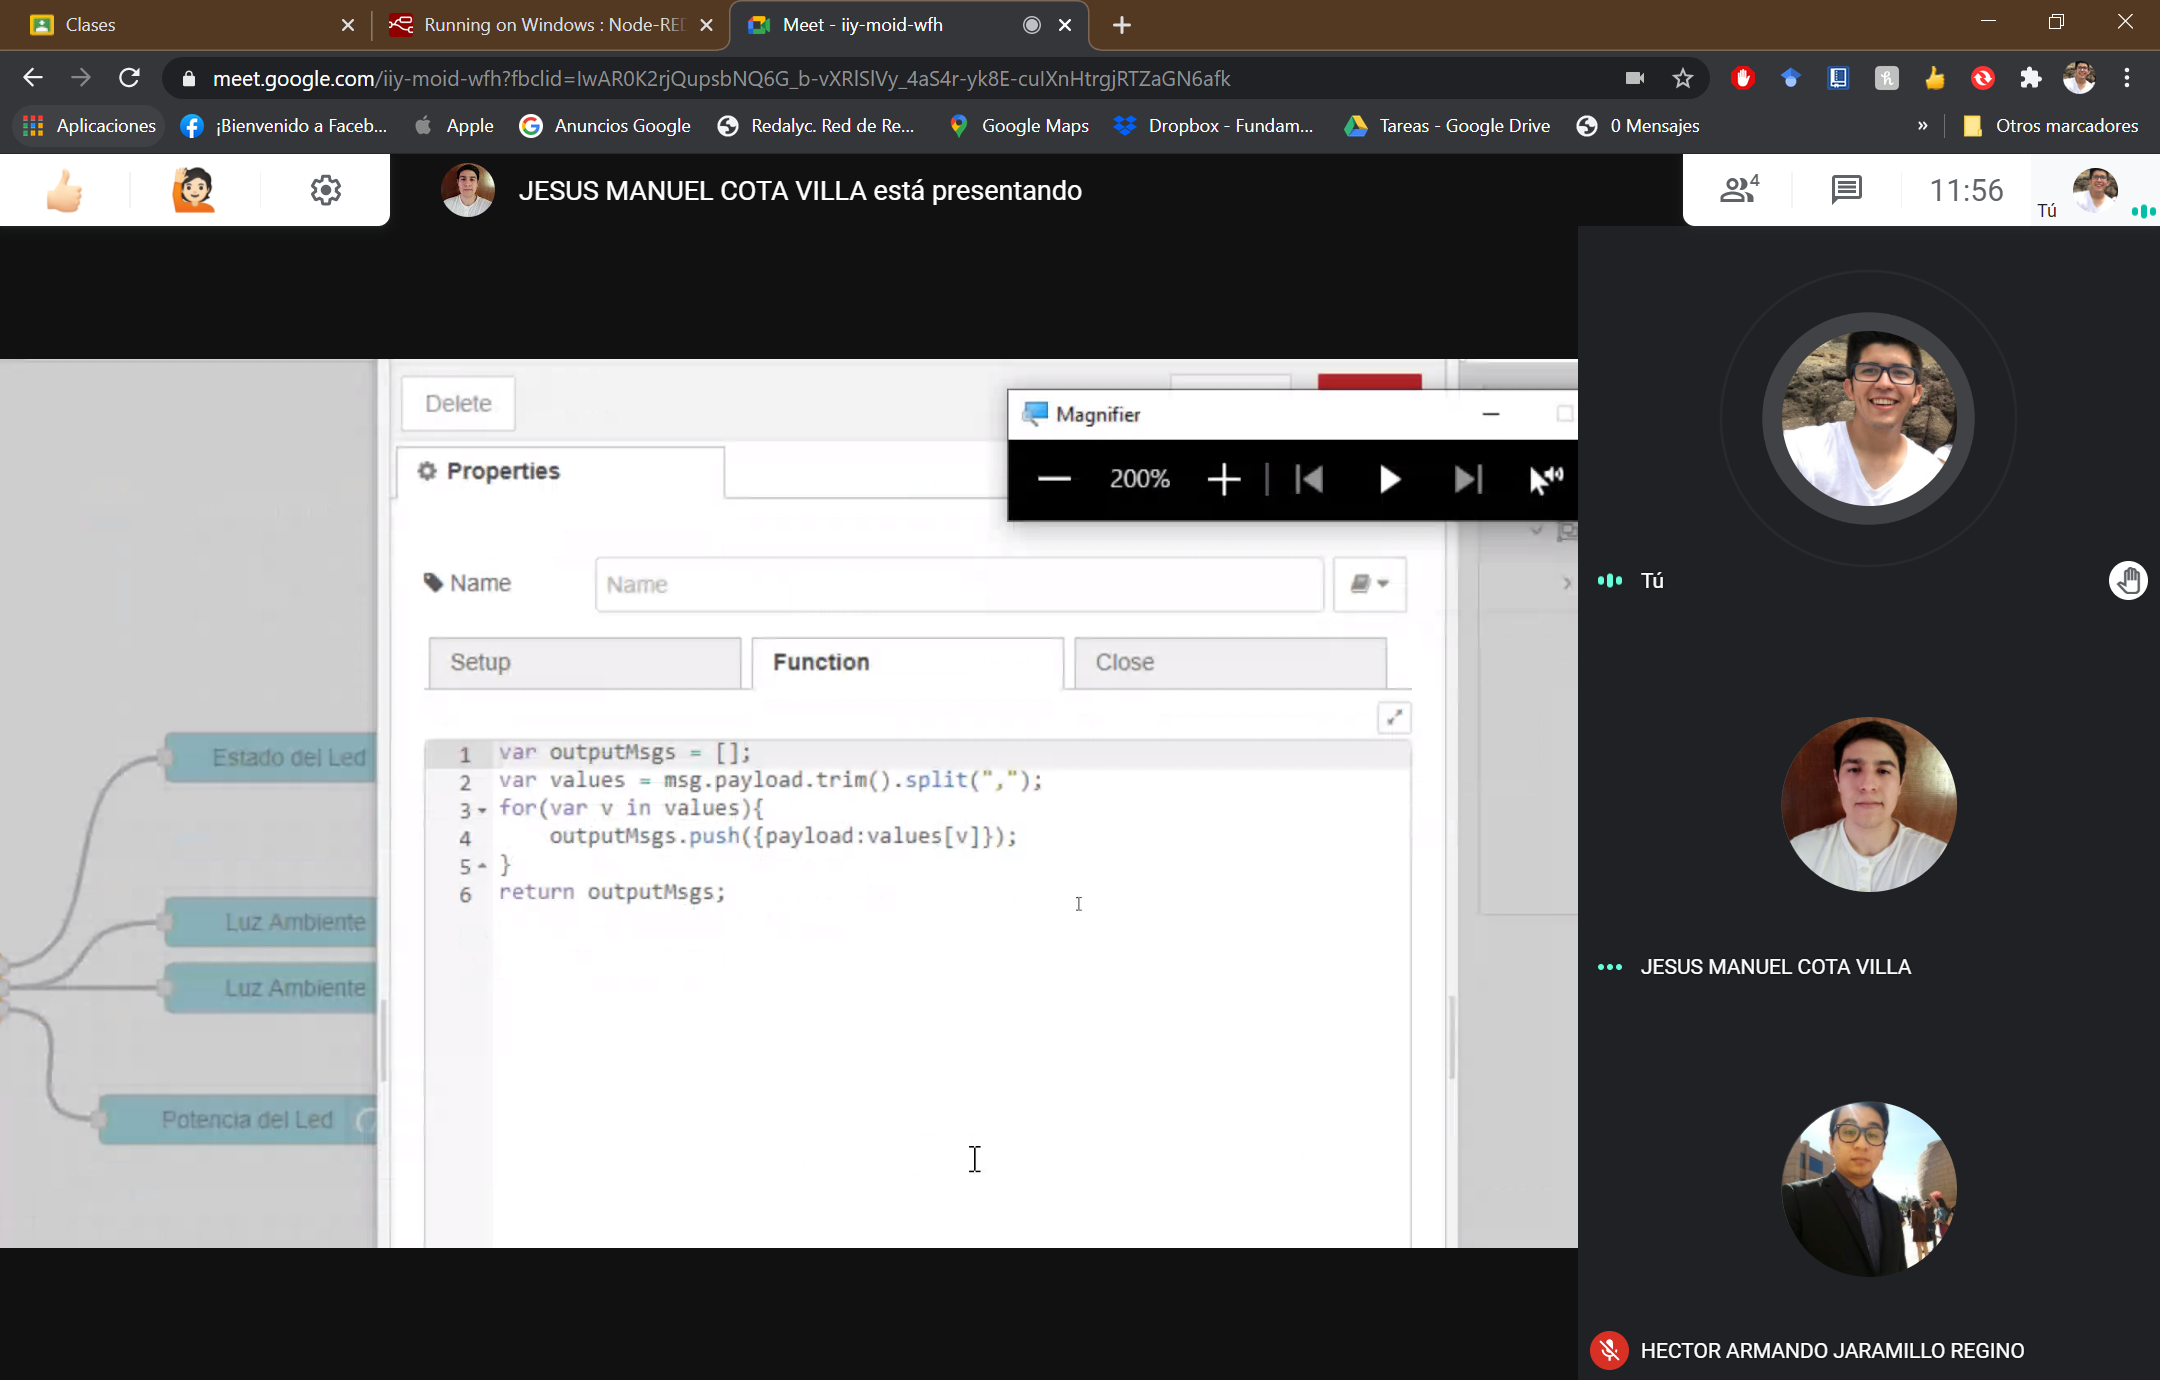 Clases
Running on Windows : Node-RED
Meet - iiy-moid-wfh
meet.google.com/iiy-moid-wfh?fbclid=IwAR0K2rjQupsbNQ6G_b-vXRlSlVy_4aS4r-yk8E-cuIXnHtrgjRTZaGN6afk
Aplicaciones
¡Bienvenido a Faceb...
Apple
Anuncios Google
Redalyc. Red de Re...
Google Maps
Dropbox - Fundam...
Tareas - Google Drive
0 Mensajes
»
Otros marcadores
JESUS MANUEL COTA VILLA está presentando
4
11:56
Tú
Delete
Magnifier
200%
Properties
Name
Name
Setup
Function
Close
1 var outputMsgs = [];
2 var values = msg.payload.trim().split(",");
3 for(var v in values){
4 outputMsgs.push({payload:values[v]});
5 }
6 return outputMsgs;
Estado del Led
Luz Ambiente
Luz Ambiente
Potencia del Led
Tú
JESUS MANUEL COTA VILLA
HECTOR ARMANDO JARAMILLO REGINO